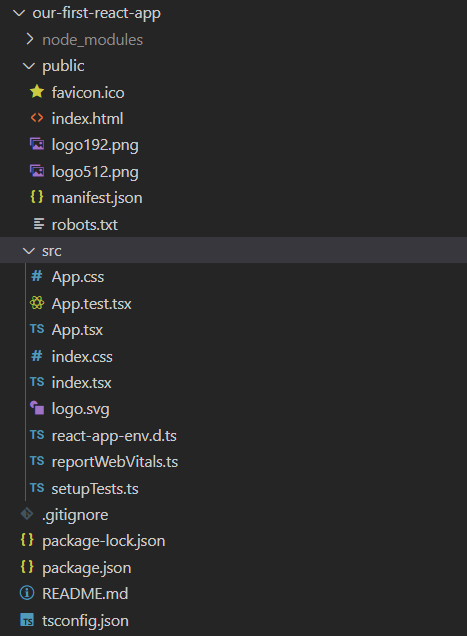 our-first-react-app
node_modules
public
favicon.ico
index.html
logo192.png
logo512.png
manifest.json
robots.txt
src
App.css
App.test.tsx
TS App.tsx
index.css
TS index.tsx
logo.svg
TS react-app-env.d.ts
TS reportWebVitals.ts
TS setupTests.ts
.gitignore
package-lock.json
package.json
README.md
TS tsconfig.json